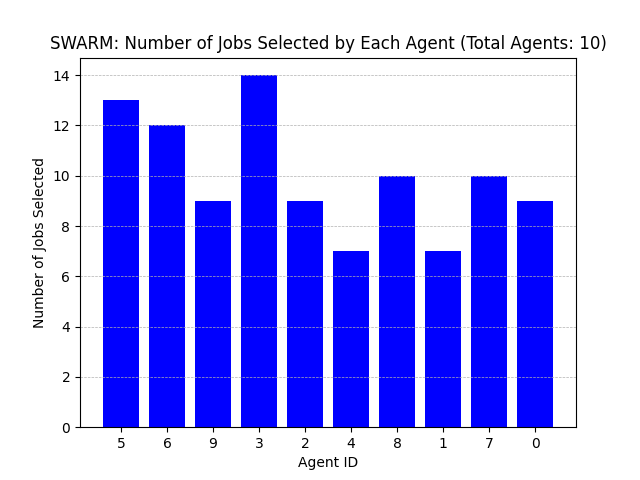 SWARM: Number of Jobs Selected by Each Agent (Total Agents: 10)
14
12
10
8
6
4
2
0
Number of Jobs Selected
5 6 9 3 2 4 8 1 7 0
Agent ID